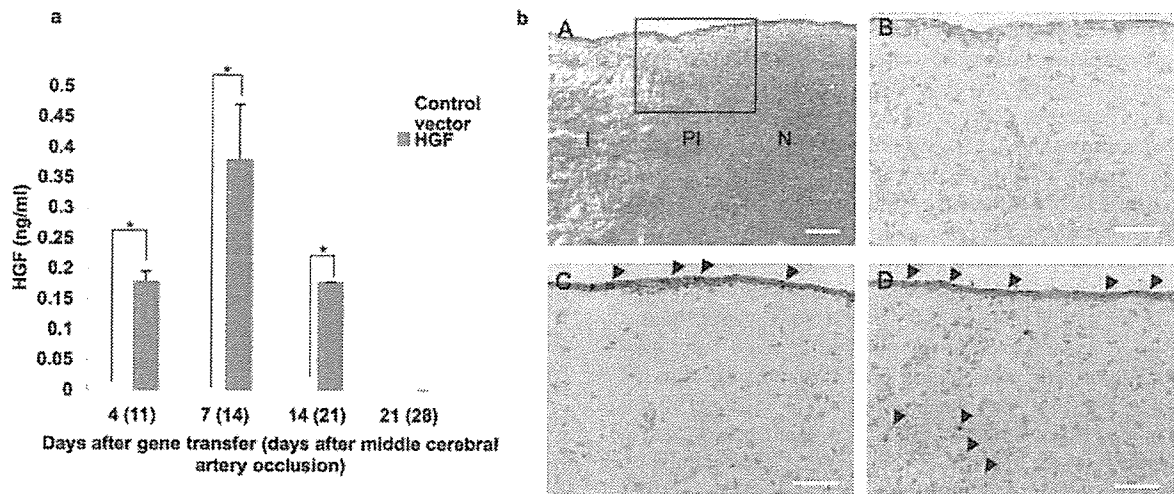 a
0.5
0.45
0.4
0.35
0.3
0.25
0.2
0.15
0.1
0.05
0
HGF (ng/ml)
*
*
*
Control
vector
HGF
4 (11) 7 (14) 14 (21) 21 (28)
Days after gene transfer (days after middle cerebral
artery occlusion)
b
A
I PI N
B
C
D